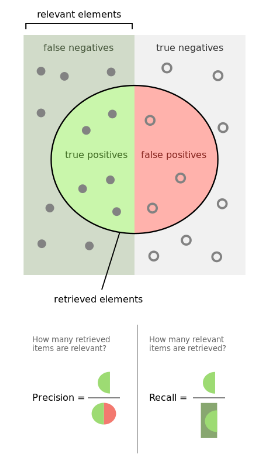 relevant elements
false negatives
true negatives
true positives
false positives
retrieved elements
How many retrieved
items are relevant?
How many relevant
items are retrieved?
Precision =
Recall =